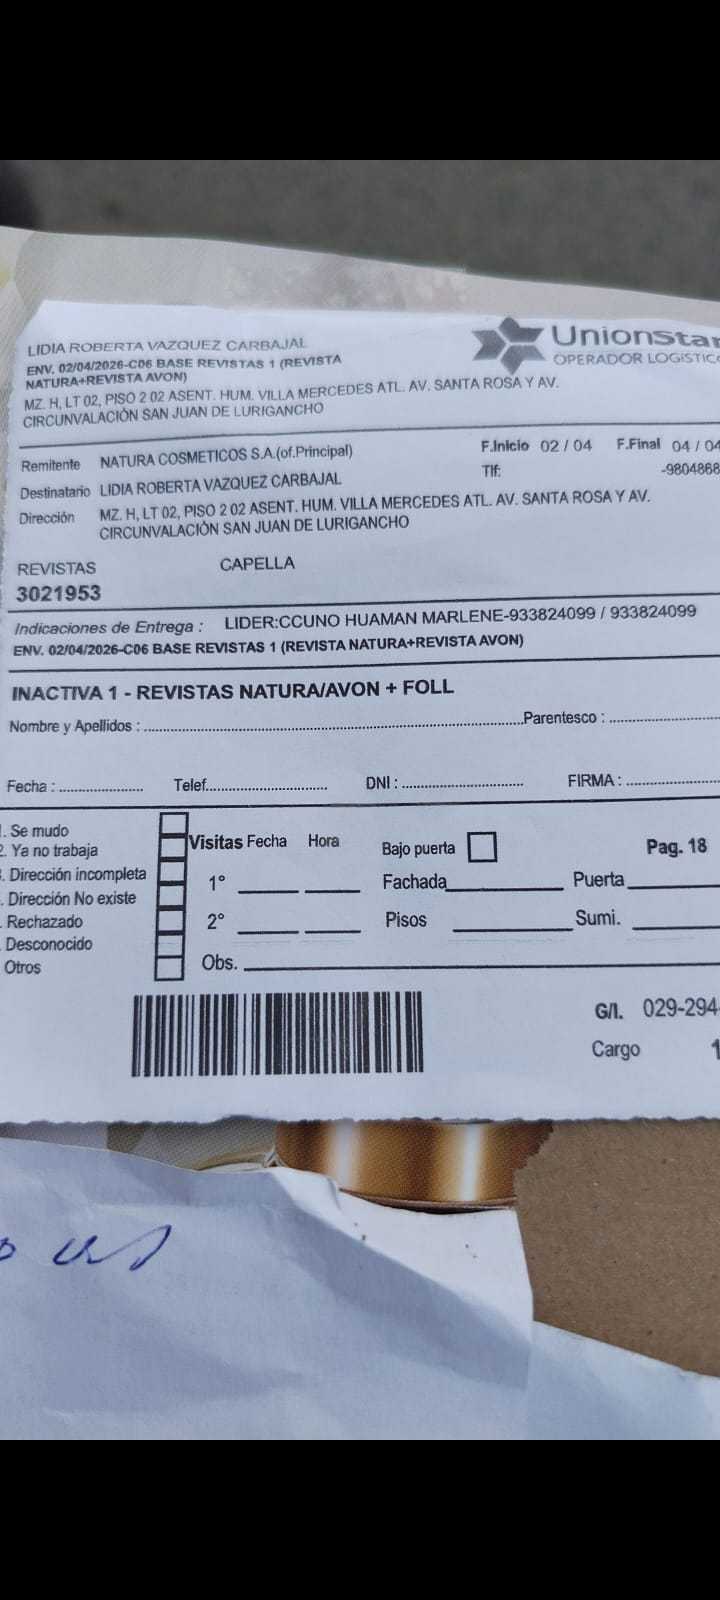 LIDIA ROBERTA VAZQUEZ CARBAJAL
UnionStar
OPERADOR LOGISTICO
ENV. 02/04/2026-C06 BASE REVISTAS 1 (REVISTA
NATURA+REVISTA AVON)
MZ. H, LT 02, PISO 2 02 ASENT. HUM. VILLA MERCEDES ATL. AV. SANTA ROSA Y AV.
CIRCUNVALACIÓN SAN JUAN DE LURIGANCHO
Remitente NATURA COSMETICOS S.A.(of.Principal) F.Inicio 02 / 04 F.Final 04 / 04
Destinatario LIDIA ROBERTA VAZQUEZ CARBAJAL Tlf: -9804868
Dirección MZ. H, LT 02, PISO 2 02 ASENT. HUM. VILLA MERCEDES ATL. AV. SANTA ROSA Y AV.
CIRCUNVALACIÓN SAN JUAN DE LURIGANCHO
REVISTAS CAPELLA
3021953
Indicaciones de Entrega : LIDER:CCUNO HUAMAN MARLENE-933824099 / 933824099
ENV. 02/04/2026-C06 BASE REVISTAS 1 (REVISTA NATURA+REVISTA AVON)
INACTIVA 1 - REVISTAS NATURA/AVON + FOLL
Nombre y Apellidos : Parentesco :
Fecha : Telef. DNI : FIRMA :
1. Se mudo
2. Ya no trabaja
3. Dirección incompleta
. Dirección No existe
. Rechazado
Desconocido
Otros
Visitas Fecha Hora Bajo puerta Pag. 18
1° Fachada Puerta
2° Pisos Sumi.
Obs.
G/I. 029-294-
Cargo 1